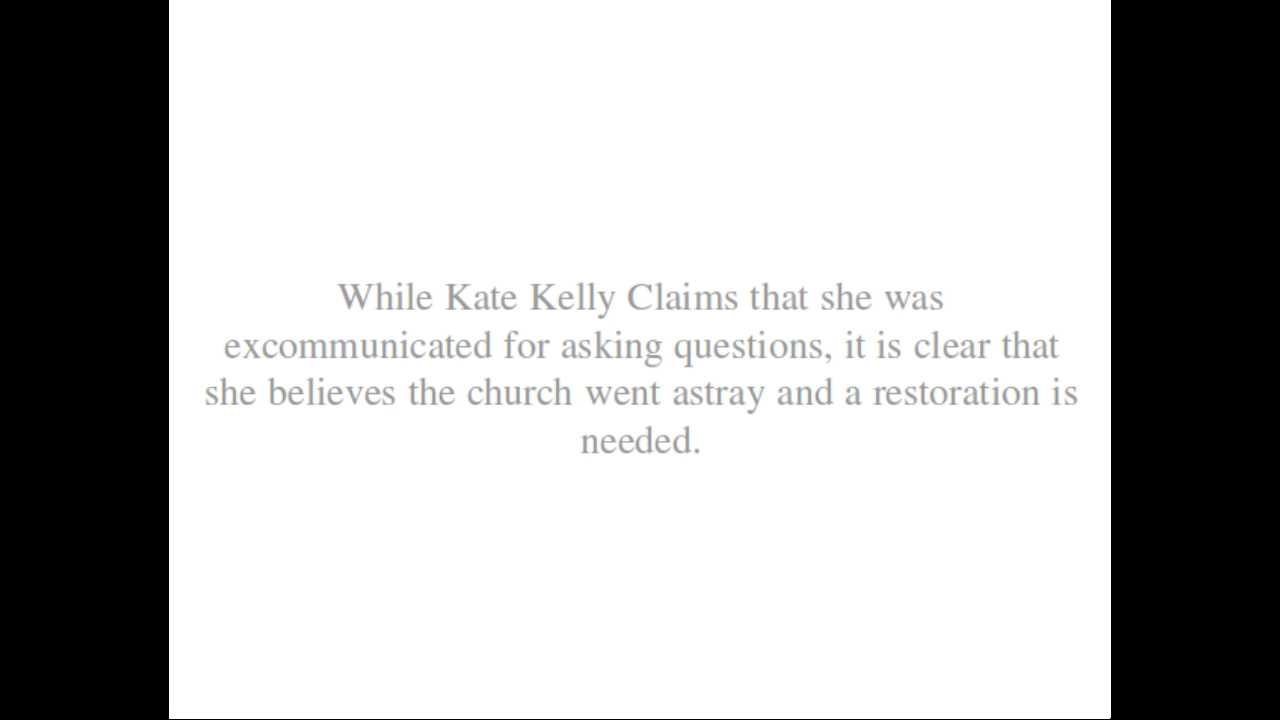 While Kate Kelly Claims that she was
excommunicated for asking questions, it is clear that
she believes the church went astray and a restoration is
needed.